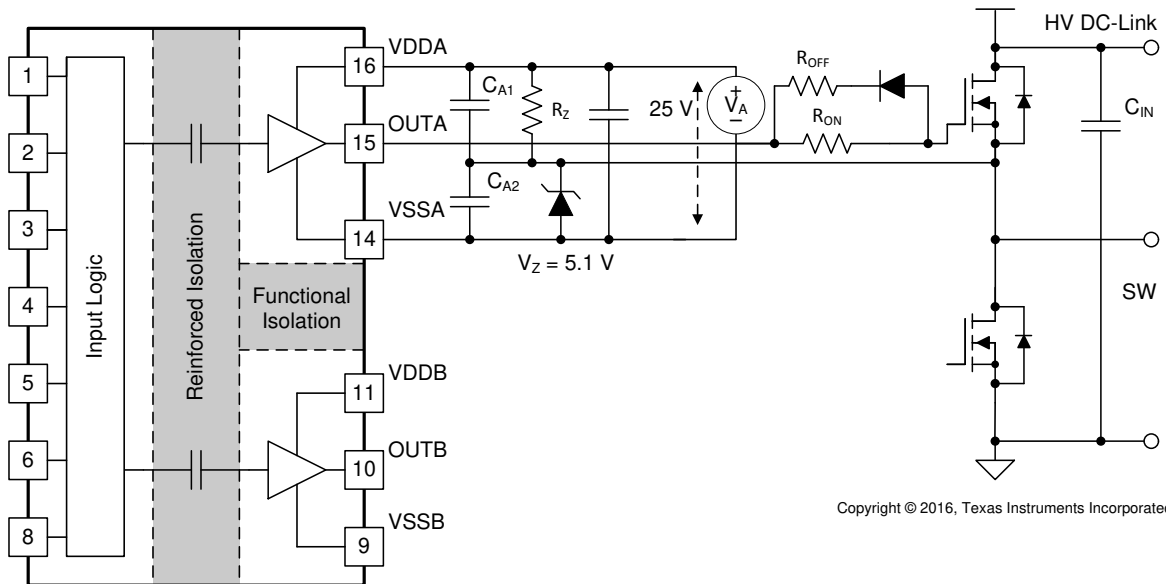 1
2
3
4
5
6
8
Input Logic
Reinforced Isolation
Functional
Isolation
VDDA
16
OUTA
15
VSSA
14
VDDB
11
OUTB
10
VSSB
9
CA1
RZ
CA2
VZ = 5.1 V
25 V
+
VA
−
ROFF
RON
HV DC-Link
CIN
SW
Copyright © 2016, Texas Instruments Incorporated